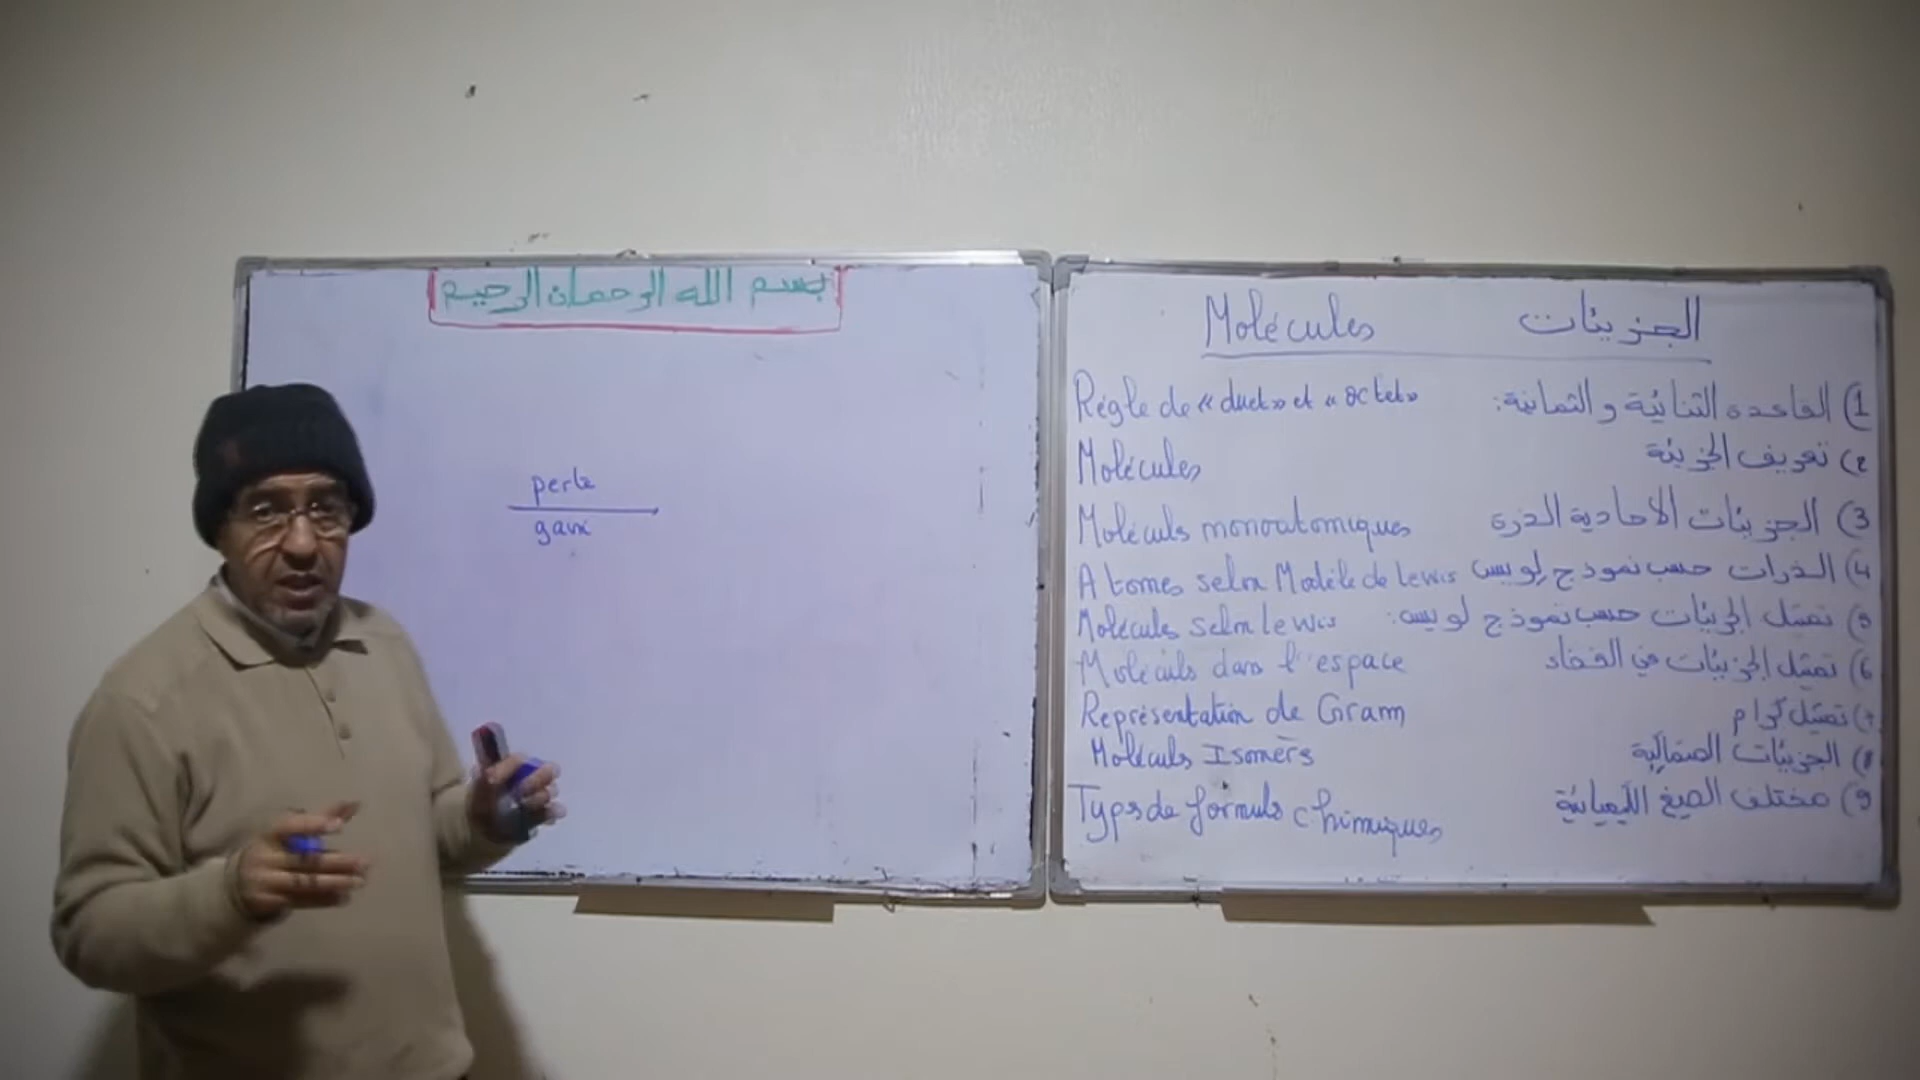 بسم الله الرحمان الرحيم
perte
gain
Molécules الجزيئات
Règle de «duet» et «octet» 1) القاعدة الثنائية والثمانية:
Molécules 2) تعريف الجزيئة
Molécules monoatomiques 3) الجزيئات الأحادية الذرة
Atomes selon Modèle de Lewis 4) الذرات حسب نموذج لويس
Molécules selon Lewis 5) تمثيل الجزيئات حسب نموذج لويس:
Molécules dans l'espace 6) تمثيل الجزيئات في الفضاء
Représentation de Cram 7) تمثيل كرام
Molécules Isomères 8) الجزيئات
Types de formules chimiques 9) مختلف الصيغ الكيميائية